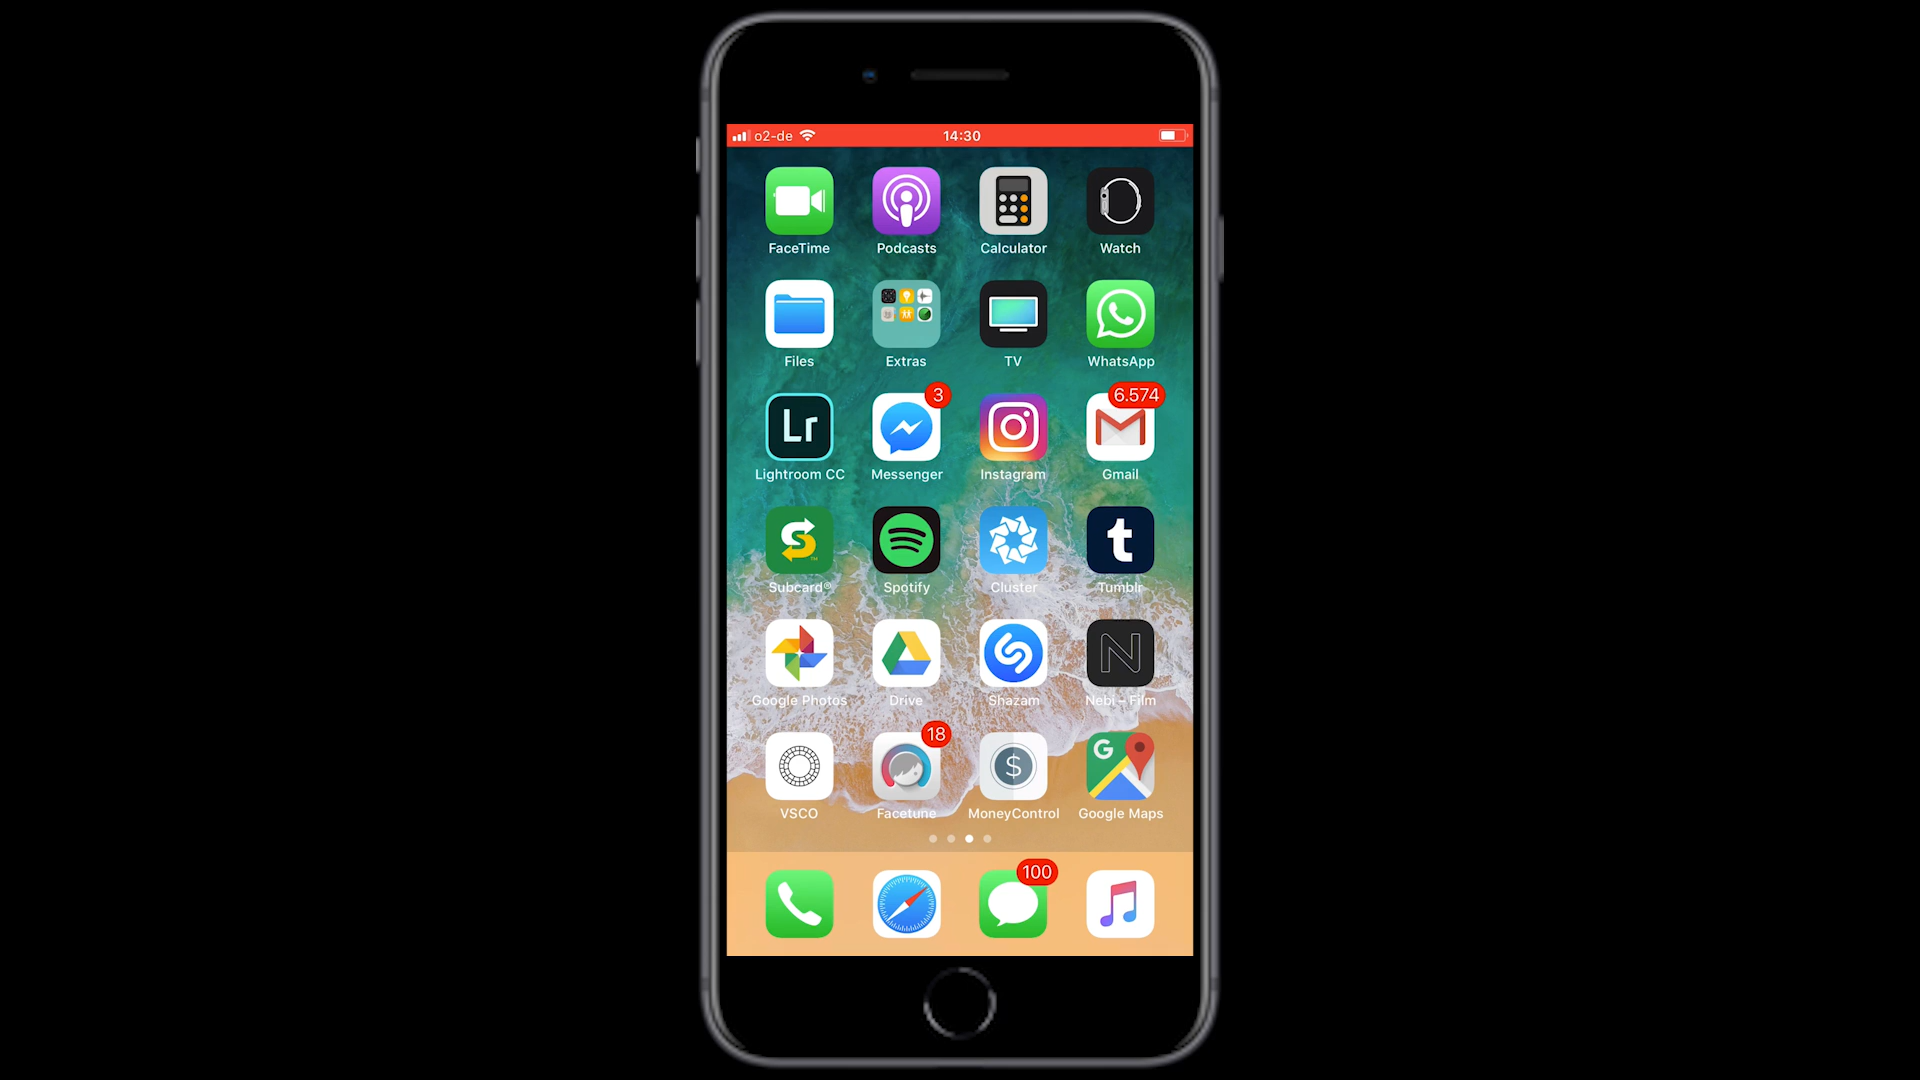 o2-de 14:30
FaceTime Podcasts Calculator Watch
Files Extras TV WhatsApp
3 6.574
Lr
Lightroom CC Messenger Instagram Gmail
S t
Subcard® Spotify Cluster Tumblr
N
Google Photos Drive Shazam Nebi – Film
18
$ G
VSCO Facetune MoneyControl Google Maps
100